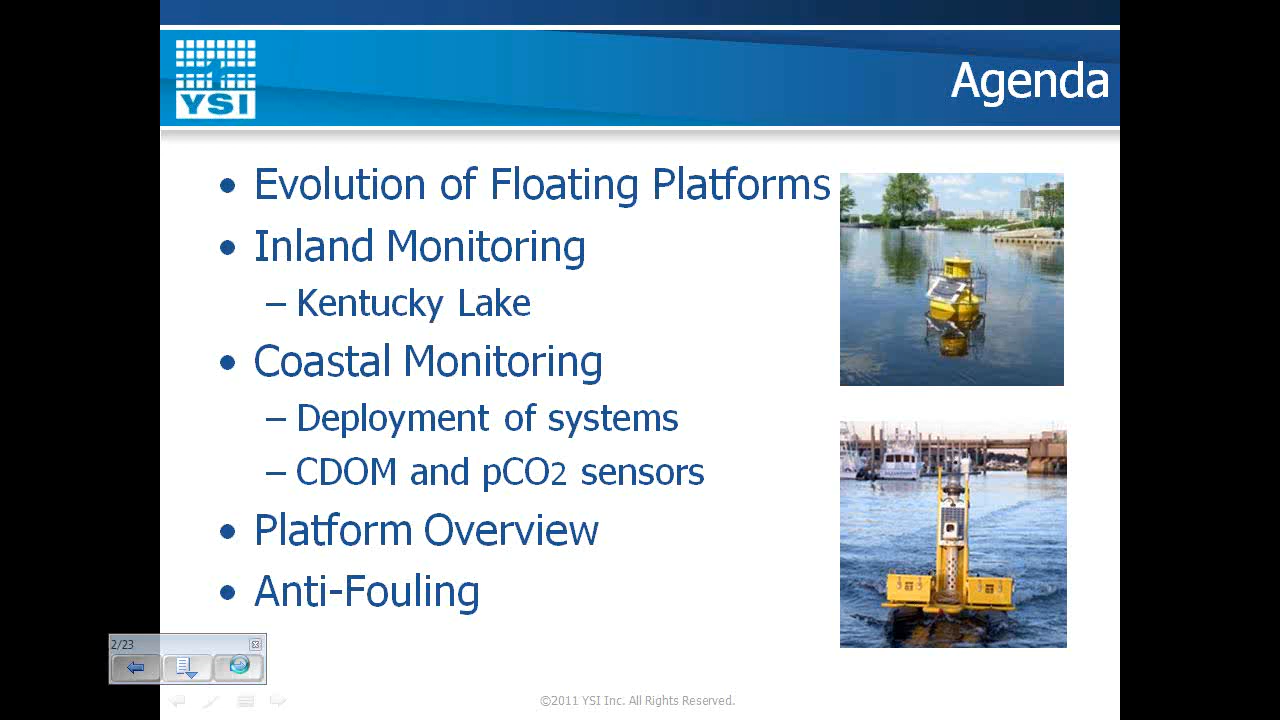 YSI
Agenda
• Evolution of Floating Platforms
• Inland Monitoring
– Kentucky Lake
• Coastal Monitoring
– Deployment of systems
– CDOM and pCO2 sensors
• Platform Overview
• Anti-Fouling
2/23
©2011 YSI Inc. All Rights Reserved.